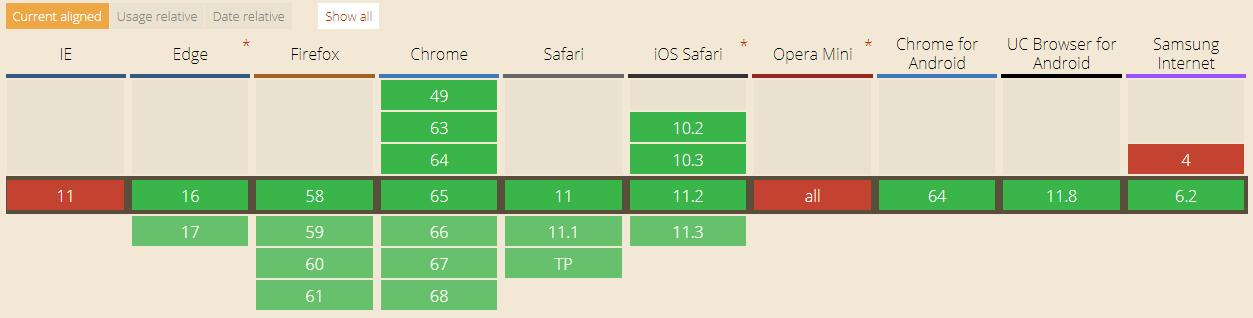 Current aligned Usage relative Date relative Show all
IE Edge * Firefox Chrome Safari iOS Safari * Opera Mini * Chrome for Android UC Browser for Android Samsung Internet
49
63 10.2
64 10.3 4
11 16 58 65 11 11.2 all 64 11.8 6.2
17 59 66 11.1 11.3
60 67 TP
61 68